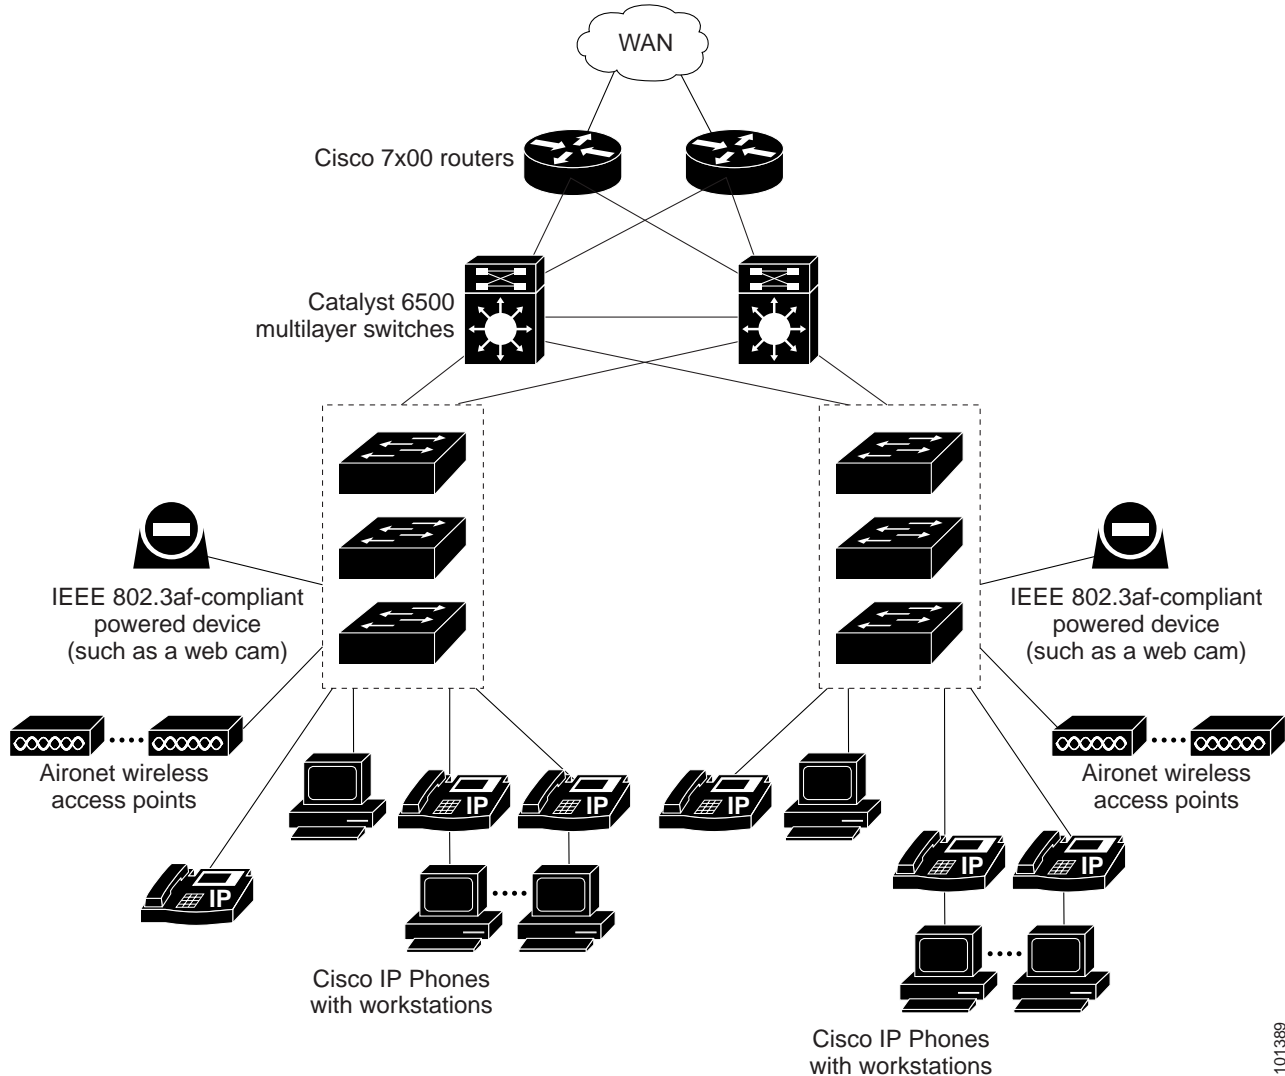 WAN
Cisco 7x00 routers
Catalyst 6500
multilayer switches
IEEE 802.3af-compliant
powered device
(such as a web cam)
IEEE 802.3af-compliant
powered device
(such as a web cam)
Aironet wireless
access points
Aironet wireless
access points
IP
IP
IP
IP
IP
IP
Cisco IP Phones
with workstations
Cisco IP Phones
with workstations
101389